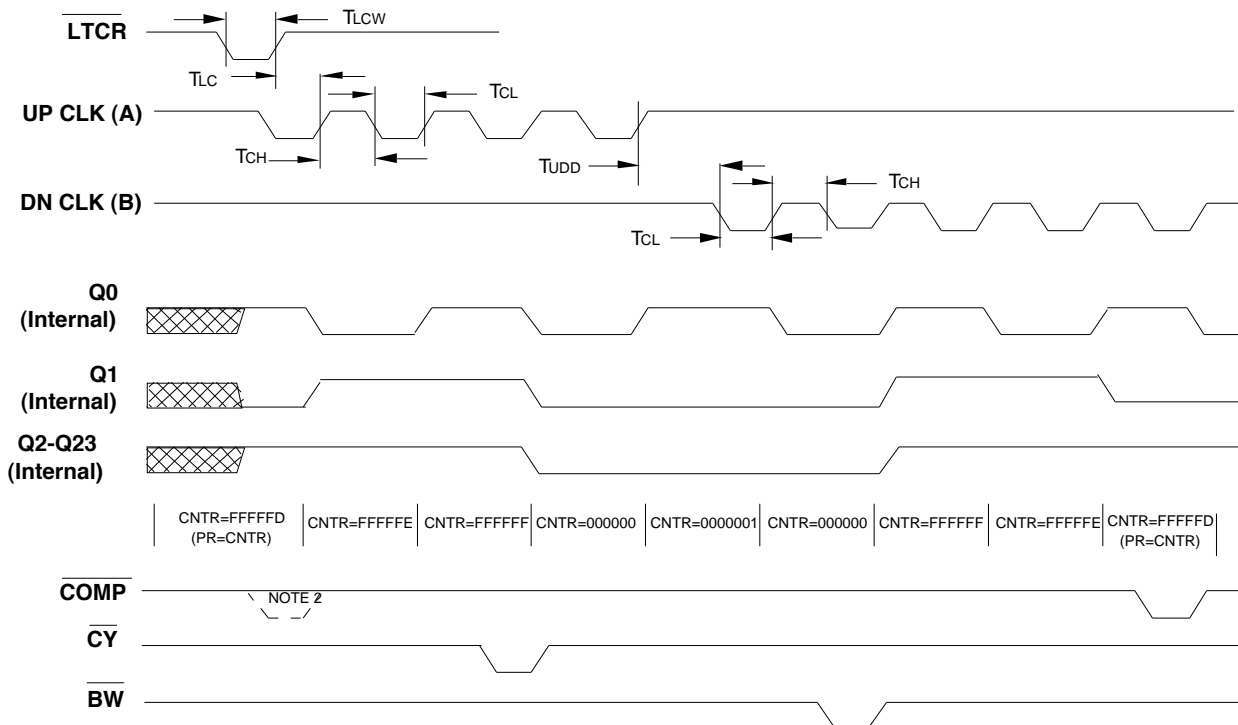 LTCR
TLCW
TLC
UP CLK (A)
TCL
TCH
TUDD
DN CLK (B)
TCH
TCL
Q0
(Internal)
Q1
(Internal)
Q2-Q23
(Internal)
CNTR=FFFFFD
(PR=CNTR)
CNTR=FFFFFE
CNTR=FFFFFF
CNTR=000000
CNTR=0000001
CNTR=000000
CNTR=FFFFFF
CNTR=FFFFFE
CNTR=FFFFFD
(PR=CNTR)
COMP
NOTE 2
CY
BW